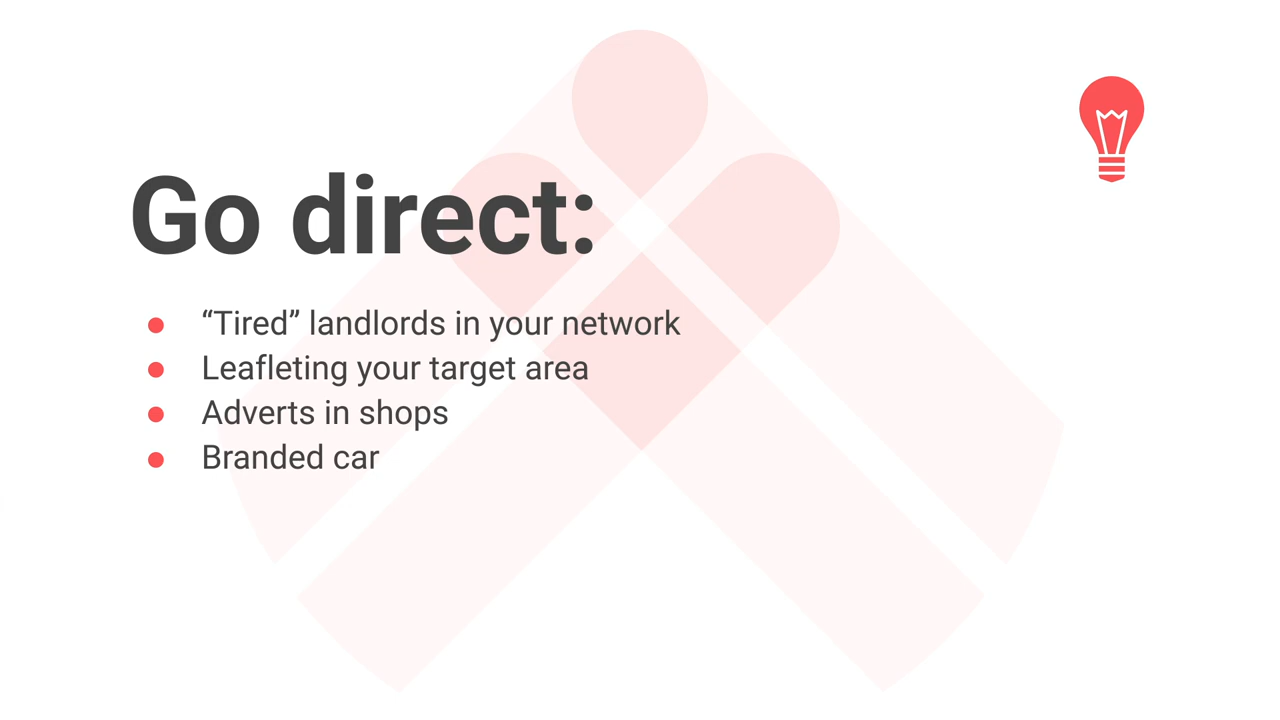 Go direct:
“Tired” landlords in your network
Leafleting your target area
Adverts in shops
Branded car